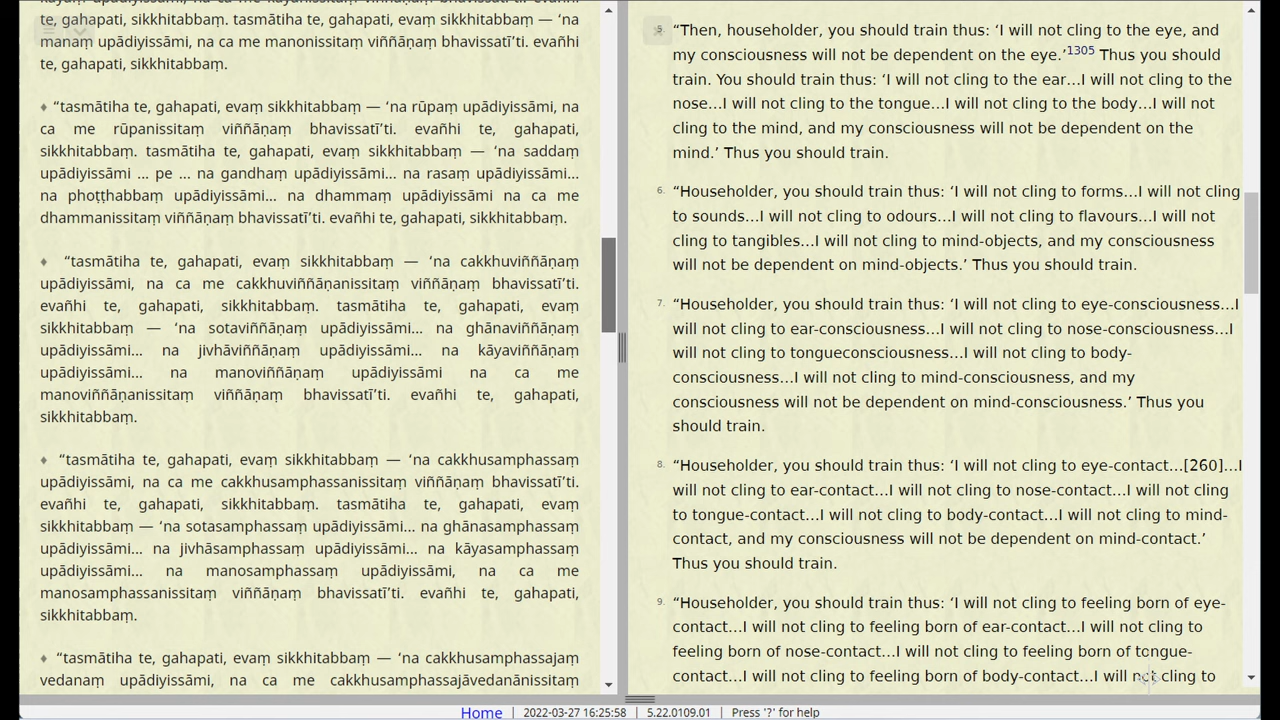 te, gahapati, sikkhitabbaṃ. tasmātiha te, gahapati, evaṃ sikkhitabbaṃ — ‘na
manaṃ upādiyissāmi, na ca me manonissitaṃ viññāṇaṃ bhavissatī’ti. evañhi
te, gahapati, sikkhitabbaṃ.
♦ “tasmātiha te, gahapati, evaṃ sikkhitabbaṃ — ‘na rūpaṃ upādiyissāmi, na
ca me rūpanissitaṃ viññāṇaṃ bhavissatī’ti. evañhi te, gahapati,
sikkhitabbaṃ. tasmātiha te, gahapati, evaṃ sikkhitabbaṃ — ‘na saddaṃ
upādiyissāmi ... pe ... na gandhaṃ upādiyissāmi... na rasaṃ upādiyissāmi...
na phoṭṭhabbaṃ upādiyissāmi... na dhammaṃ upādiyissāmi na ca me
dhammanissitaṃ viññāṇaṃ bhavissatī’ti. evañhi te, gahapati, sikkhitabbaṃ.
♦ “tasmātiha te, gahapati, evaṃ sikkhitabbaṃ — ‘na cakkhuviññāṇaṃ
upādiyissāmi, na ca me cakkhuviññāṇanissitaṃ viññāṇaṃ bhavissatī’ti.
evañhi te, gahapati, sikkhitabbaṃ. tasmātiha te, gahapati, evaṃ
sikkhitabbaṃ — ‘na sotaviññāṇaṃ upādiyissāmi... na ghānaviññāṇaṃ
upādiyissāmi... na jivhāviññāṇaṃ upādiyissāmi... na kāyaviññāṇaṃ
upādiyissāmi... na manoviññāṇaṃ upādiyissāmi na ca me
manoviññāṇanissitaṃ viññāṇaṃ bhavissatī’ti. evañhi te, gahapati,
sikkhitabbaṃ.
♦ “tasmātiha te, gahapati, evaṃ sikkhitabbaṃ — ‘na cakkhusamphassaṃ
upādiyissāmi, na ca me cakkhusamphassanissitaṃ viññāṇaṃ bhavissatī’ti.
evañhi te, gahapati, sikkhitabbaṃ. tasmātiha te, gahapati, evaṃ
sikkhitabbaṃ — ‘na sotasamphassaṃ upādiyissāmi... na ghānasamphassaṃ
upādiyissāmi... na jivhāsamphassaṃ upādiyissāmi... na kāyasamphassaṃ
upādiyissāmi... na manosamphassaṃ upādiyissāmi, na ca me
manosamphassanissitaṃ viññāṇaṃ bhavissatī’ti. evañhi te, gahapati,
sikkhitabbaṃ.
♦ “tasmātiha te, gahapati, evaṃ sikkhitabbaṃ — ‘na cakkhusamphassajaṃ
vedanaṃ upādiyissāmi, na ca me cakkhusamphassajāvedanānissitaṃ
5. “Then, householder, you should train thus: ‘I will not cling to the eye, and
my consciousness will not be dependent on the eye.’1305 Thus you should
train. You should train thus: ‘I will not cling to the ear…I will not cling to the
nose…I will not cling to the tongue…I will not cling to the body…I will not
cling to the mind, and my consciousness will not be dependent on the
mind.’ Thus you should train.
6. “Householder, you should train thus: ‘I will not cling to forms…I will not cling
to sounds…I will not cling to odours…I will not cling to flavours…I will not
cling to tangibles…I will not cling to mind-objects, and my consciousness
will not be dependent on mind-objects.’ Thus you should train.
7. “Householder, you should train thus: ‘I will not cling to eye-consciousness…I
will not cling to ear-consciousness…I will not cling to nose-consciousness…I
will not cling to tongueconsciousness…I will not cling to body-
consciousness…I will not cling to mind-consciousness, and my
consciousness will not be dependent on mind-consciousness.’ Thus you
should train.
8. “Householder, you should train thus: ‘I will not cling to eye-contact…[260]…I
will not cling to ear-contact…I will not cling to nose-contact…I will not cling
to tongue-contact…I will not cling to body-contact…I will not cling to mind-
contact, and my consciousness will not be dependent on mind-contact.’
Thus you should train.
9. “Householder, you should train thus: ‘I will not cling to feeling born of eye-
contact…I will not cling to feeling born of ear-contact…I will not cling to
feeling born of nose-contact…I will not cling to feeling born of tongue-
contact…I will not cling to feeling born of body-contact…I will not cling to
Home | 2022-03-27 16:25:58 | 5.22.0109.01 | Press '?' for help